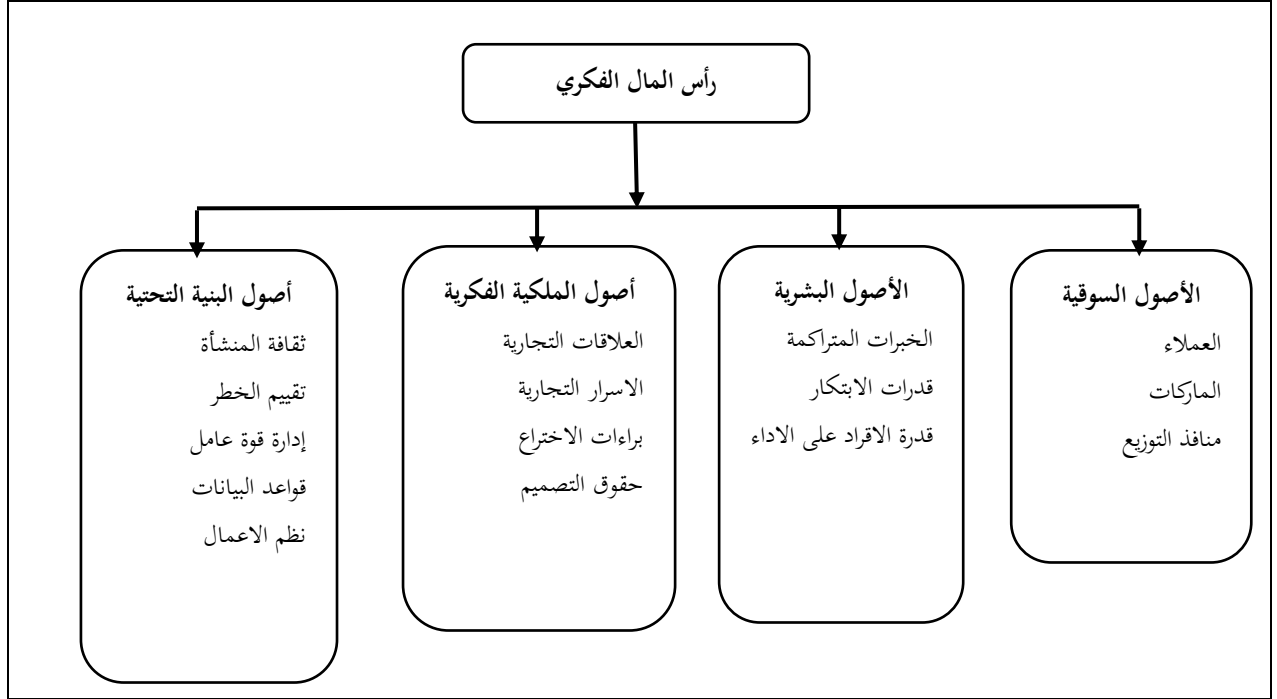 رأس المال الفكري
الأصول السوقية
العملاء
الماركات
منافذ التوزيع
الأصول البشرية
الخبرات المتراكمة
قدرات الابتكار
قدرة الاقراد على الاداء
أصول الملكية الفكرية
العلاقات التجارية
الاسرار التجارية
براءات الاختراع
حقوق التصميم
أصول البنية التحتية
ثقافة المنشأة
تقييم الخطر
إدارة قوة عامل
قواعد البيانات
نظم الاعمال